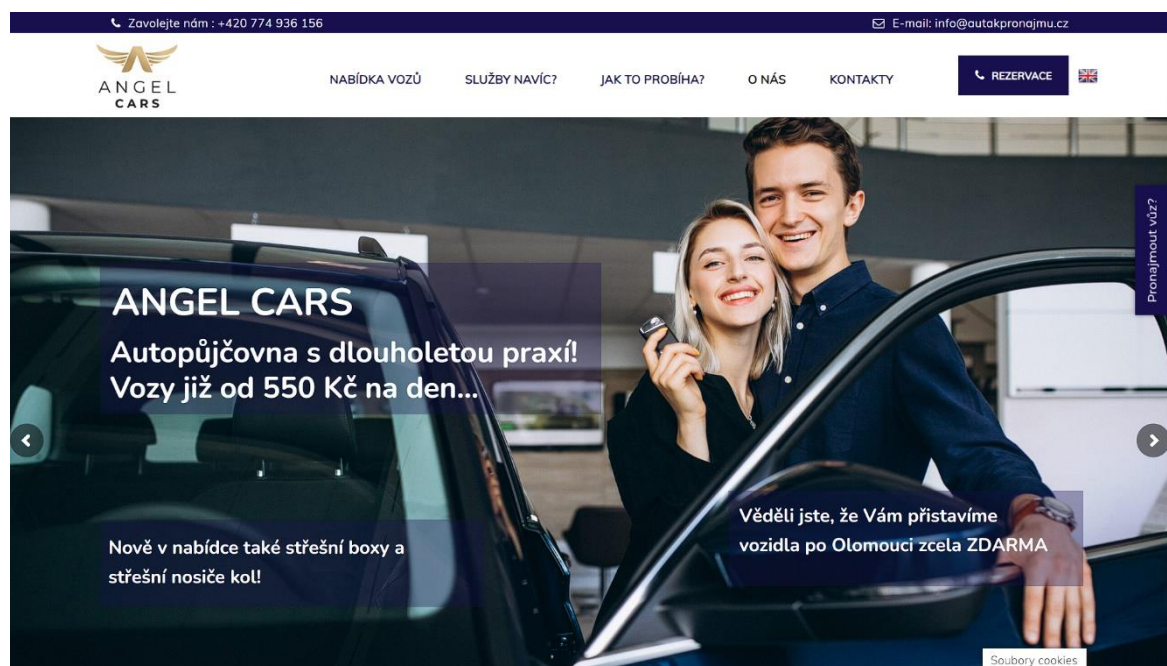 Zavolejte nám : +420 774 936 156
E-mail: info@autakpronajmu.cz
ANGEL
CARS
NABÍDKA VOZŮ
SLUŽBY NAVÍC?
JAK TO PROBÍHA?
O NÁS
KONTAKTY
REZERVACE
Pronajmout vůz?
ANGEL CARS
Autopůjčovna s dlouholetou praxí!
Vozy již od 550 Kč na den...
Věděli jste, že Vám přistavíme
vozidla po Olomouci zcela ZDARMA
Nově v nabídce také střešní boxy a
střešní nosiče kol!
Soubory cookies